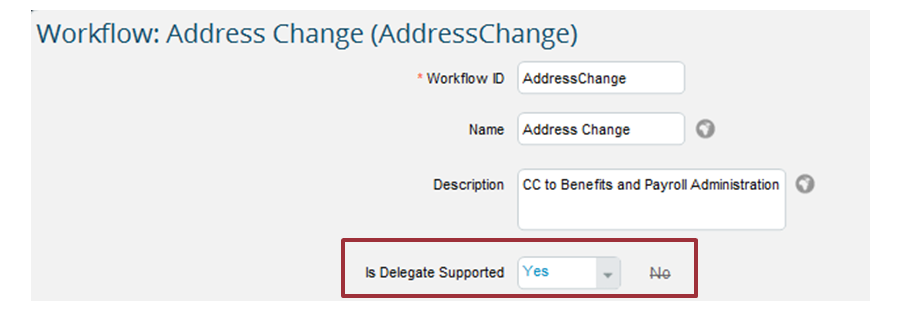 Workflow: Address Change (AddressChange)
* Workflow ID AddressChange
Name Address Change
Description CC to Benefits and Payroll Administration
Is Delegate Supported Yes No